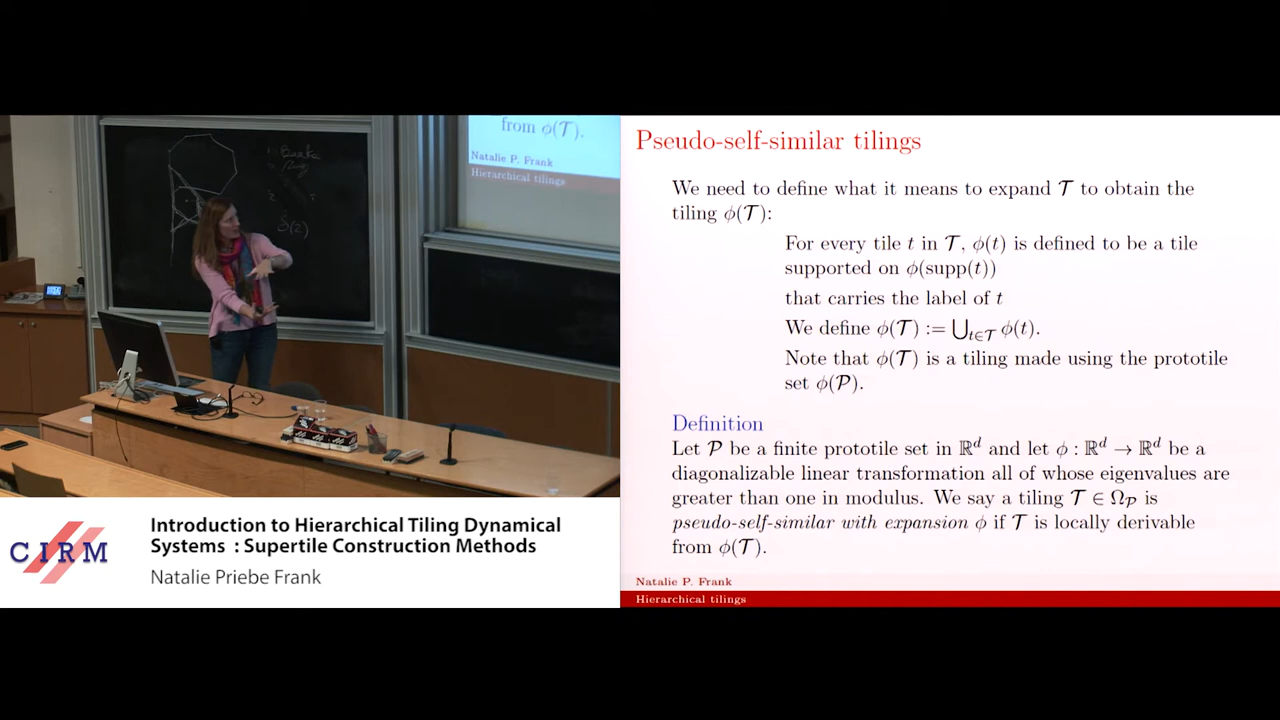 from ϕ(𝒯).
Natalie P. Frank
Hierarchical tilings
CIRM
Introduction to Hierarchical Tiling Dynamical
Systems : Supertile Construction Methods
Natalie Priebe Frank
Pseudo-self-similar tilings
We need to define what it means to expand 𝒯 to obtain the
tiling ϕ(𝒯):
For every tile t in 𝒯, ϕ(t) is defined to be a tile
supported on ϕ(supp(t))
that carries the label of t
We define ϕ(𝒯) := ⋃t∈𝒯 ϕ(t).
Note that ϕ(𝒯) is a tiling made using the prototile
set ϕ(𝒫).
Definition
Let 𝒫 be a finite prototile set in ℝᵈ and let ϕ : ℝᵈ → ℝᵈ be a
diagonalizable linear transformation all of whose eigenvalues are
greater than one in modulus. We say a tiling 𝒯 ∈ Ω𝒫 is
pseudo-self-similar with expansion ϕ if 𝒯 is locally derivable
from ϕ(𝒯).
Natalie P. Frank
Hierarchical tilings